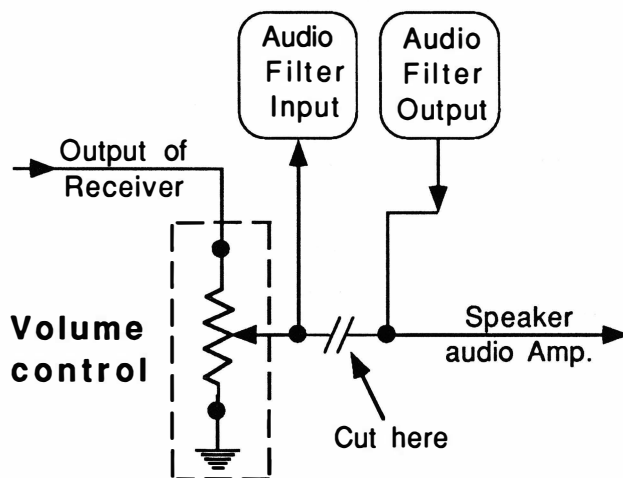 Audio
Filter
Input
Audio
Filter
Output
Output of
Receiver
Volume
control
Speaker
audio Amp.
Cut here